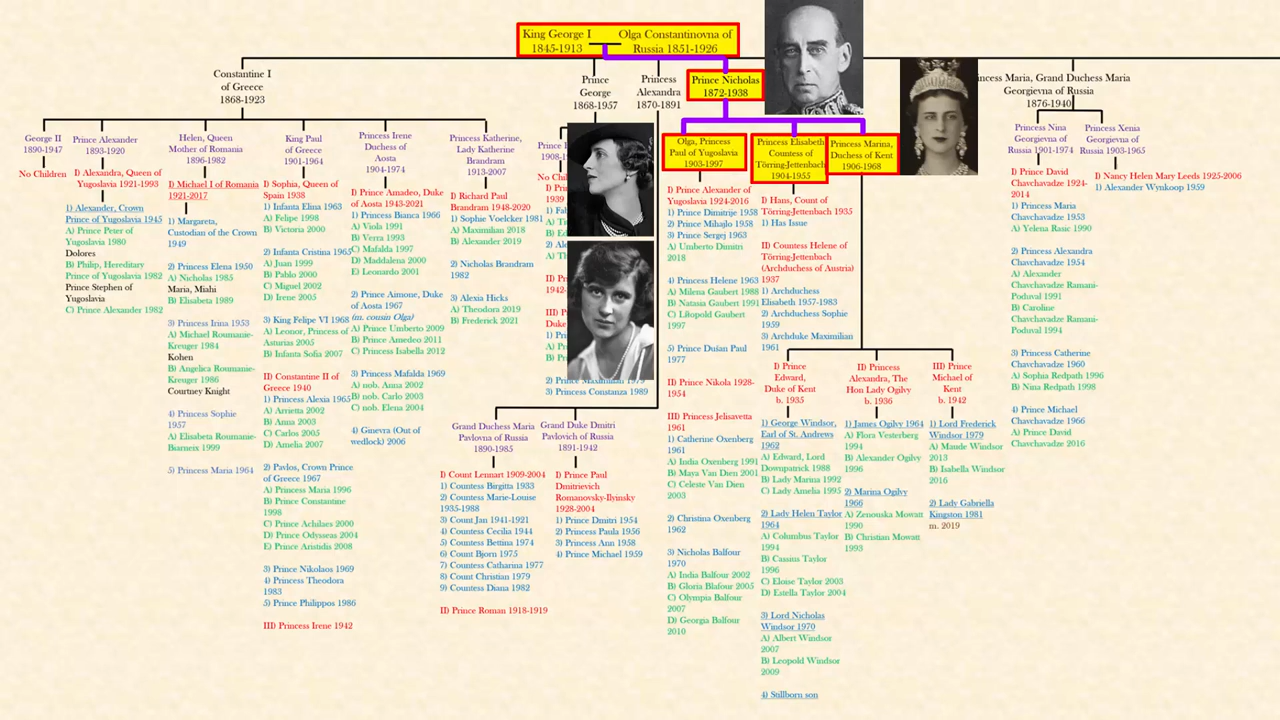 King George I
1845-1913
Olga Constantinovna of
Russia 1851-1926
Constantine I
of Greece
1868-1923
Prince
George
1868-1957
Princess
Alexandra
1870-1891
Prince Nicholas
1872-1938
incess Maria, Grand Duchess Maria
Georgievna of Russia
1876-1940
George II
1890-1947
No Children
Prince Alexander
1893-1920
I) Alexandra, Queen of
Yugoslavia 1921-1993
1) Alexander, Crown
Prince of Yugoslavia 1945
A) Prince Peter of
Yugoslavia 1980
Dolores
B) Philip, Hereditary
Prince of Yugoslavia 1982
Prince Stephen of
Yugoslavia
C) Prince Alexander 1982
Helen, Queen
Mother of Romania
1896-1982
I) Michael I of Romania
1921-2017
1) Margareta,
Custodian of the Crown
1949
2) Princess Elena 1950
A) Nicholas 1985
Maria, Miahi
B) Elisabeta 1989
3) Princess Irina 1953
A) Michael Roumanie-
Kreuger 1984
Kohen
B) Angelica Roumanie-
Kreuger 1986
Courtney Knight
4) Princess Sophie
1957
A) Elisabeta Roumanie-
Biarneix 1999
5) Princess Maria 1964
King Paul
of Greece
1901-1964
I) Sophia, Queen of
Spain 1938
1) Infanta Elina 1963
A) Felipe 1998
B) Victoria 2000
2) Infanta Cristina 1965
A) Juan 1999
B) Pablo 2000
C) Miguel 2002
D) Irene 2005
3) King Felipe VI 1968
A) Leonor, Princess of
Asturias 2005
B) Infanta Sofia 2007
II) Constantine II of
Greece 1940
1) Princess Alexia 1965
A) Arrietta 2002
B) Anna 2003
C) Carlos 2005
D) Amelia 2007
2) Pavlos, Crown Prince
of Greece 1967
A) Princess Maria 1996
B) Prince Constantine
1998
C) Prince Achilaes 2000
D) Prince Odysseas 2004
E) Prince Aristidis 2008
3) Prince Nikolaos 1969
4) Princess Theodora
1983
5) Prince Philippos 1986
III) Princess Irene 1942
Princess Irene
Duchess of
Aosta
1904-1974
I) Prince Amadeo, Duke
of Aosta 1943-2021
1) Princess Bianca 1966
A) Viola 1991
B) Verra 1993
C) Mafalda 1997
D) Maddalena 2000
E) Leonardo 2001
2) Prince Aimone, Duke
of Aosta 1967
(m. cousin Olga)
A) Prince Umberto 2009
B) Prince Amedeo 2011
C) Princess Isabella 2012
3) Princess Mafalda 1969
A) nob. Anna 2002
B) nob. Carlo 2003
C) nob. Elena 2004
4) Ginevra (Out of
wedlock) 2006
Princess Katherine,
Lady Katherine
Brandram
1913-2007
I) Richard Paul
Brandram 1948-2020
1) Sophie Voelcker 1981
A) Maximilian 2018
B) Alexander 2019
2) Nicholas Brandram
1982
3) Alexia Hicks
A) Theodora 2019
B) Frederick 2021
Prince
1908-1
No Chi
I) Pri
1939
1) Fab
2) Al
II) Pr
1942-
III) P
Duke
1) Pri
2) Prince Maximilian 1979
3) Princess Constanza 1989
Grand Duchess Maria
Pavlovna of Russia
1890-1985
I) Count Lennart 1909-2004
1) Countess Birgitta 1933
2) Countess Marie-Louise
1935-1988
3) Count Jan 1941-1921
4) Countess Cecilia 1944
5) Countess Bettina 1974
6) Count Bjorn 1975
7) Countess Catharina 1977
8) Count Christian 1979
9) Countess Diana 1982
II) Prince Roman 1918-1919
Grand Duke Dmitri
Pavlovich of Russia
1891-1942
I) Prince Paul
Dmitrievich
Romanovsky-Ilyinsky
1928-2004
1) Prince Dmitri 1954
2) Princess Paula 1956
3) Princess Ann 1958
4) Prince Michael 1959
Olga, Princess
Paul of Yugoslavia
1903-1997
I) Prince Alexander of
Yugoslavia 1924-2016
1) Prince Dimitrije 1958
2) Prince Mihajlo 1958
3) Prince Sergej 1963
A) Umberto Dimitri
2018
4) Princess Helene 1963
A) Milena Gaubert 1988
B) Natasia Gaubert 1991
C) Léopold Gaubert
1997
5) Prince Dušan Paul
1977
II) Prince Nikola 1928-
1954
III) Princess Jelisavetta
1961
1) Catherine Oxenberg
1961
A) India Oxenberg 1991
B) Maya Van Dien 2001
C) Celeste Van Dien
2003
2) Christina Oxenberg
1962
3) Nicholas Balfour
1970
A) India Balfour 2002
B) Gloria Blafour 2005
C) Olympia Balfour
2007
D) Georgia Balfour
2010
Princess Elisabeth
Countess of
Törring-Jettenbach
1904-1955
I) Hans, Count of
Törring-Jettenbach 1935
1) Has Issue
II) Countess Helene of
Törring-Jettenbach
(Archduchess of Austria)
1937
1) Archduchess
Elisabeth 1957-1983
2) Archduchess Sophie
1959
3) Archduke Maximilian
1961
Princess Marina,
Duchess of Kent
1906-1968
I) Prince
Edward,
Duke of Kent
b. 1935
1) George Windsor,
Earl of St. Andrews
1962
A) Edward, Lord
Downpatrick 1988
B) Lady Marina 1992
C) Lady Amelia 1995
2) Lady Helen Taylor
1964
A) Columbus Taylor
1994
B) Cassius Taylor
1996
C) Eloise Taylor 2003
D) Estella Taylor 2004
3) Lord Nicholas
Windsor 1970
A) Albert Windsor
2007
B) Leopold Windsor
2009
4) Stillborn son
II) Princess
Alexandra, The
Hon Lady Ogilvy
b. 1936
1) James Ogilvy 1964
A) Flora Vesterberg
1994
B) Alexander Ogilvy
1996
2) Marina Ogilvy
1966
A) Zenouska Mowatt
1990
B) Christian Mowatt
1993
III) Prince
Michael of
Kent
b. 1942
1) Lord Frederick
Windsor 1979
A) Maude Windsor
2013
B) Isabella Windsor
2016
2) Lady Gabriella
Kingston 1981
m. 2019
Princess Nina
Georgievna of
Russia 1901-1974
I) Prince David
Chavchavadze 1924-
2014
1) Princess Maria
Chavchavadze 1953
A) Yelena Rasic 1990
2) Princess Alexandra
Chavchavadze 1954
A) Alexander
Chavchavadze Ramani-
Poduval 1991
B) Caroline
Chavchavadze Ramani-
Poduval 1994
3) Princess Catherine
Chavchavadze 1960
A) Sophia Redpath 1996
B) Nina Redpath 1998
4) Prince Michael
Chavchavadze 1966
A) Prince David
Chavchavadze 2016
Princess Xenia
Georgievna of
Russia 1903-1965
I) Nancy Helen Mary Leeds 1925-2006
1) Alexander Wynkoop 1959